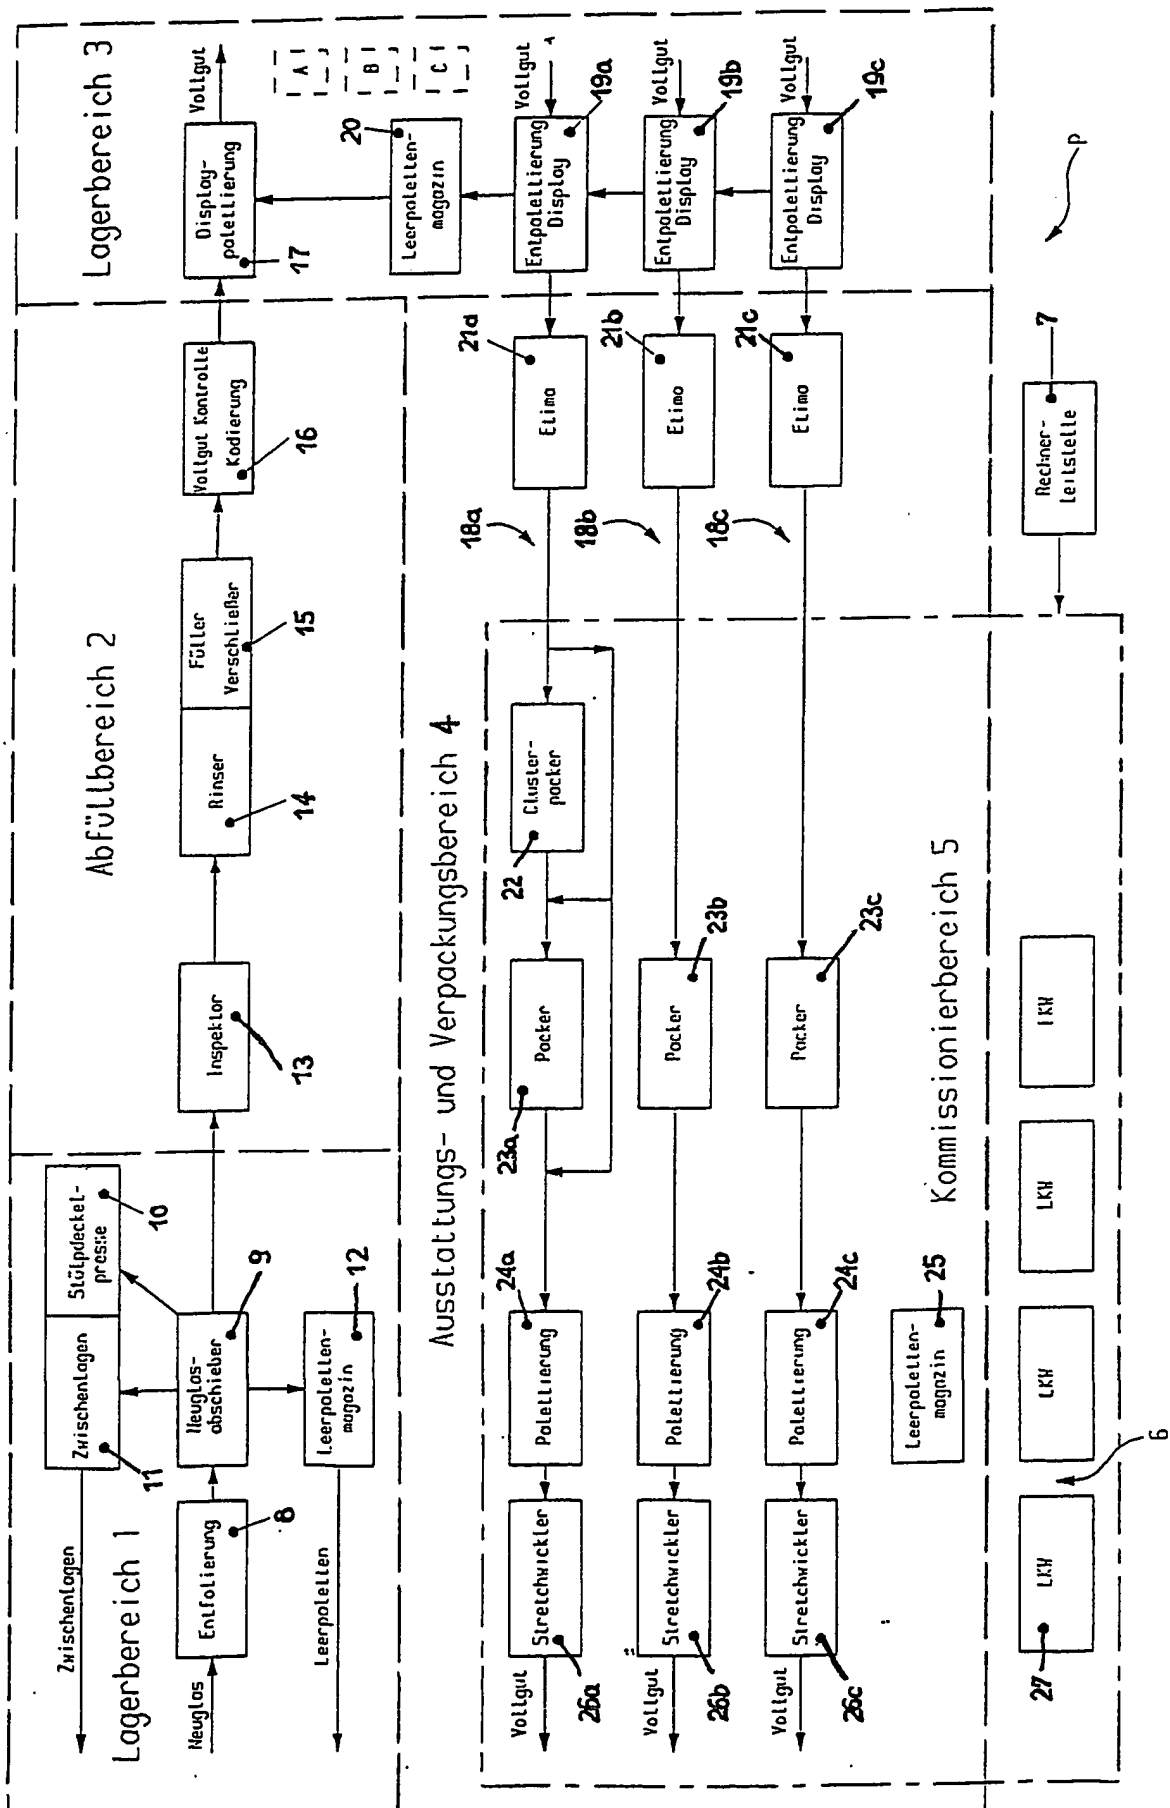 Lagerbereich 1
Zwischenlagen
Neuglas
Leerpaletten
Entfolierung
8
Zwischenlagen
11
Stülpdeckel-
presse
10
Neuglas-
abschieber
9
Leerpaletten-
magazin
12
Abfüllbereich 2
Inspektor
13
Rinser
14
Füller
Verschließer
15
Vollgut Kontrolle
Kodierung
16
Lagerbereich 3
Display-
palettierung
17
Vollgut
A
B
C
Leerpaletten-
magazin
20
Entpalettierung
Display
19a
Vollgut
Entpalettierung
Display
19b
Vollgut
Entpalettierung
Display
19c
Vollgut
Ausstattungs- und Verpackungsbereich 4
Etima
21a
Etima
21b
Etima
21c
18a
18b
18c
Cluster-
packer
22
Packer
23a
Packer
23b
Packer
23c
Palettierung
24a
Palettierung
24b
Palettierung
24c
Stretchwickler
26a
Vollgut
Stretchwickler
26b
Vollgut
Stretchwickler
26c
Vollgut
Leerpaletten-
magazin
25
Kommissionierbereich 5
LKW
27
LKW
LKW
LKW
6
Rechner-
leitstelle
7
P